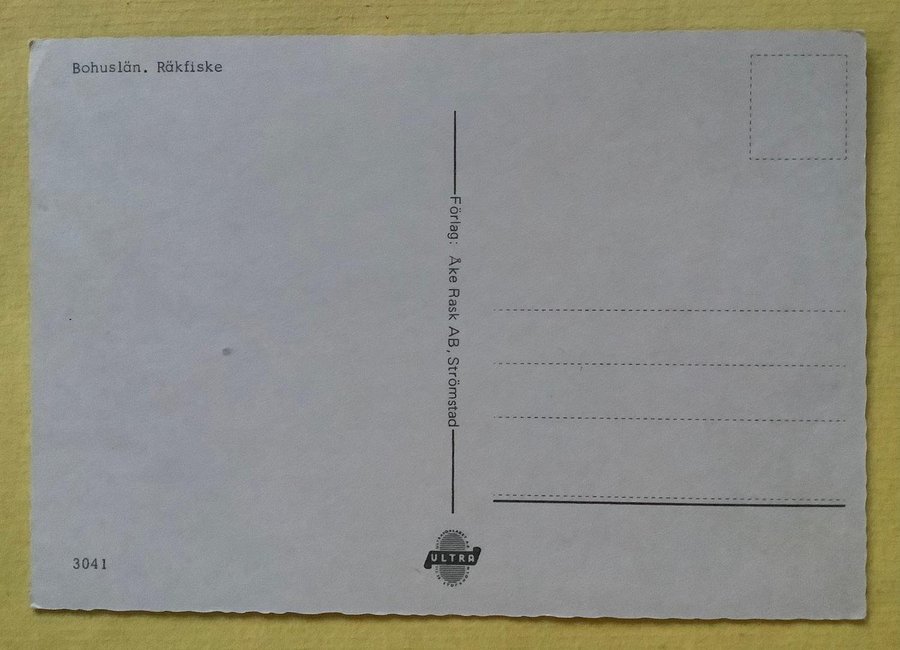 Bohuslän. Räkfiske
Förlag: Åke Rask AB, Strömstad
3041
ULTRA